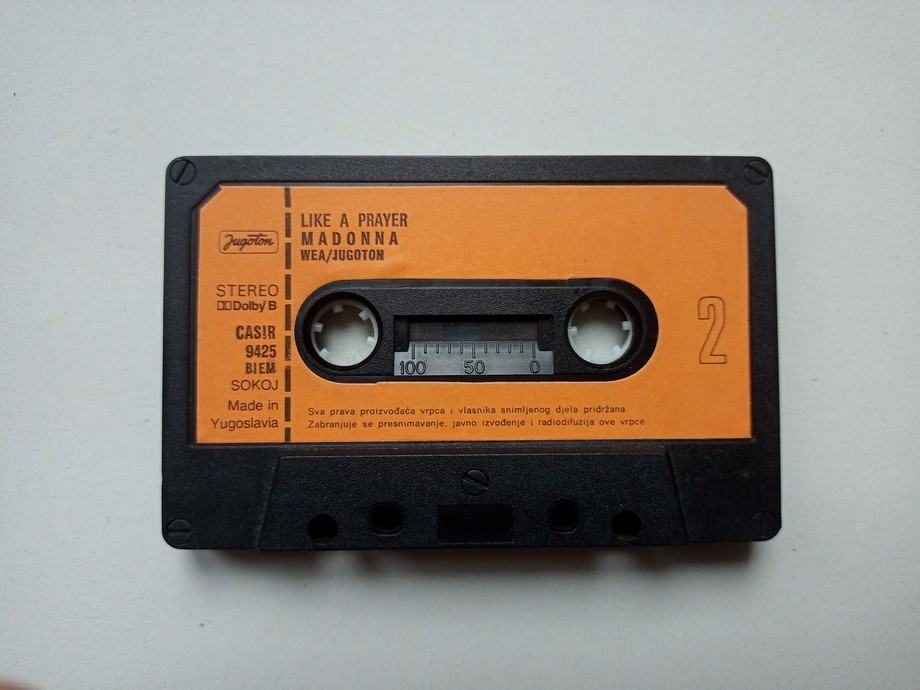 Jugoton
STEREO
Dolby B
CAS!R
9425
BIEM
SOKOJ
Made in
Yugoslavia
LIKE A PRAYER
MADONNA
WEA/JUGOTON
100 50 0
2
Sva prava proizvođača vrpca i vlasnika snimljenog djela pridržana.
Zabranjuje se presnimavanje, javno izvođenje i radiodifuzija ove vrpce